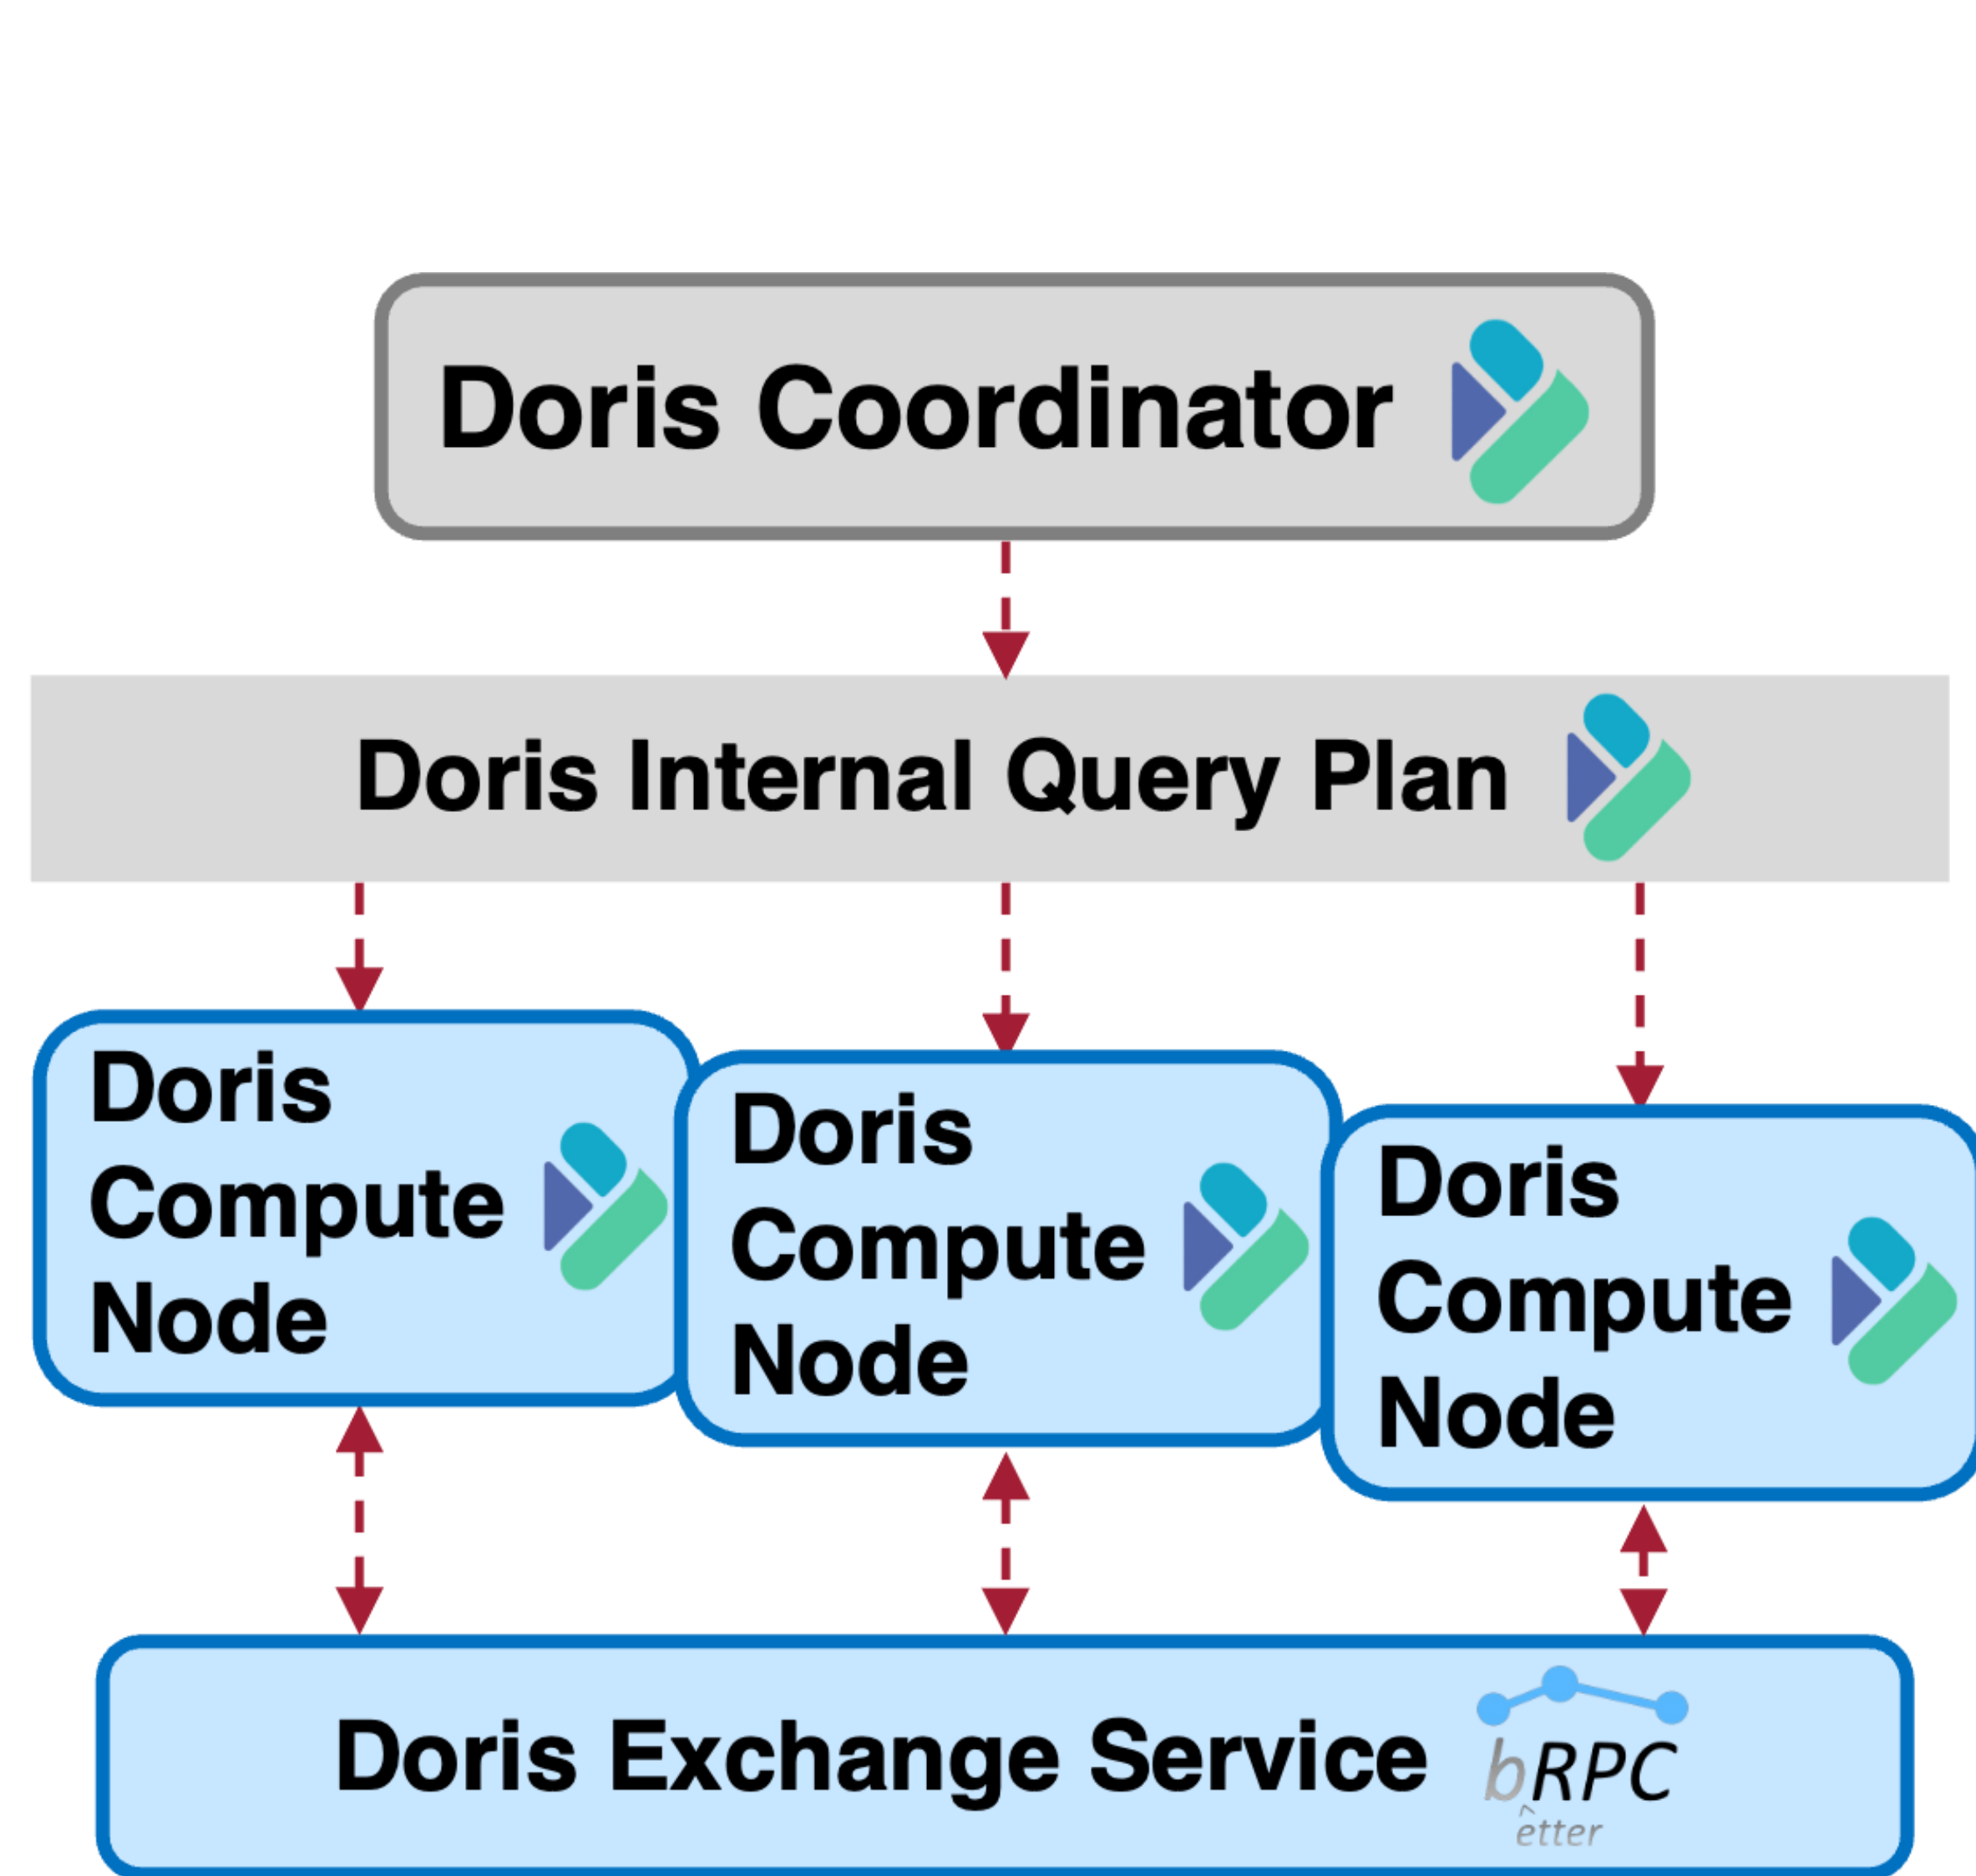 Doris Coordinator
Doris Internal Query Plan
Doris
Compute
Node
Doris
Compute
Node
Doris
Compute
Node
Doris Exchange Service
bRPC
^
etter